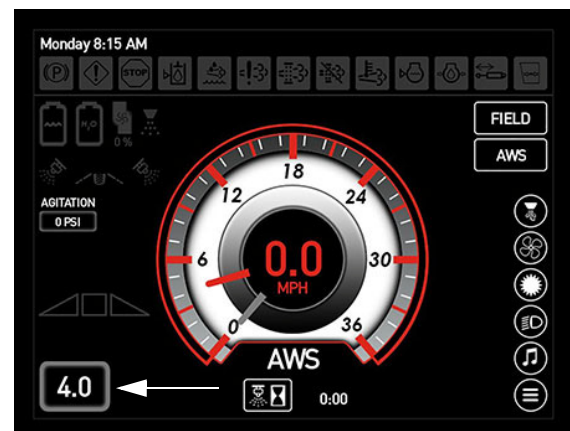 Monday 8:15 AM
(P)
STOP
H2O
0 %
FIELD
AWS
AGITATION
0 PSI
0
6
12
18
24
30
36
0.0
MPH
AWS
4.0
0:00